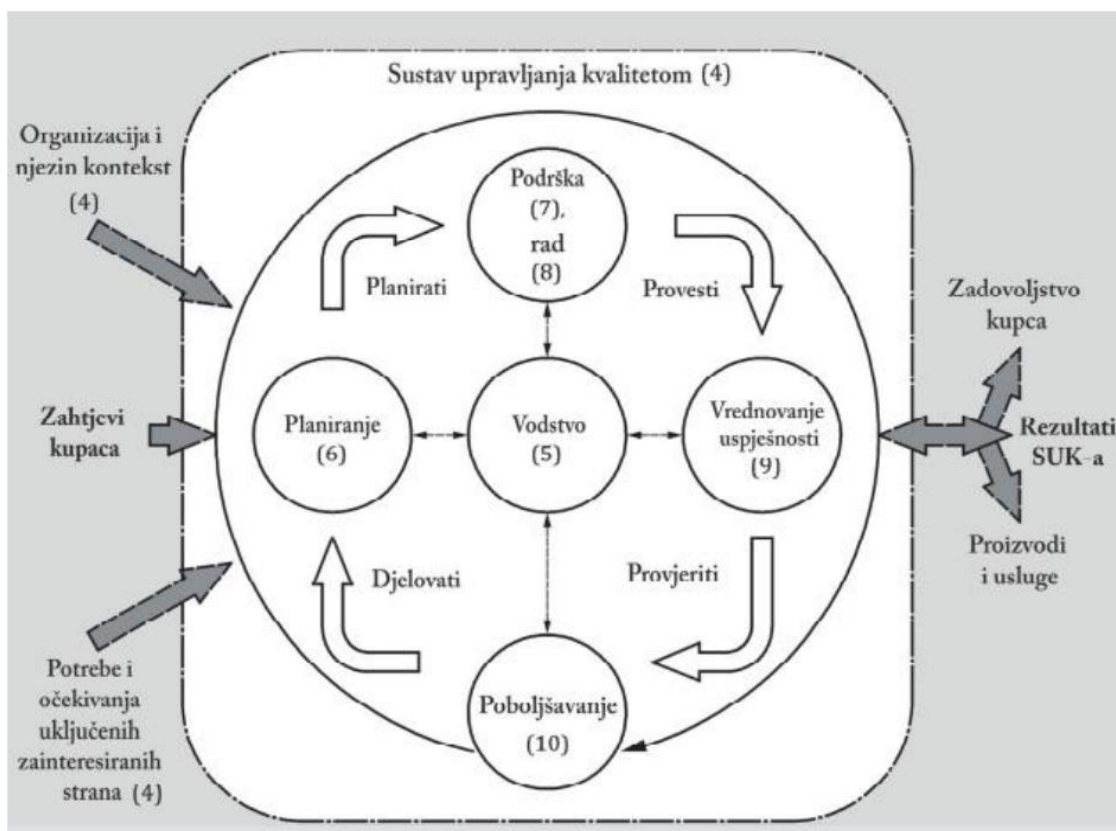 Sustav upravljanja kvalitetom (4)
Organizacija i
njezin kontekst
(4)
Podrška
(7),
rad
(8)
Planirati
Provesti
Zadovoljstvo
kupca
Zahtjevi
kupaca
Planiranje
(6)
Vodstvo
(5)
Vrednovanje
uspješnosti
(9)
Rezultati
SUK-a
Djelovati
Provjeriti
Proizvodi
i usluge
Potrebe i
očekivanja
uključenih
zainteresiranih
strana (4)
Poboljšavanje
(10)